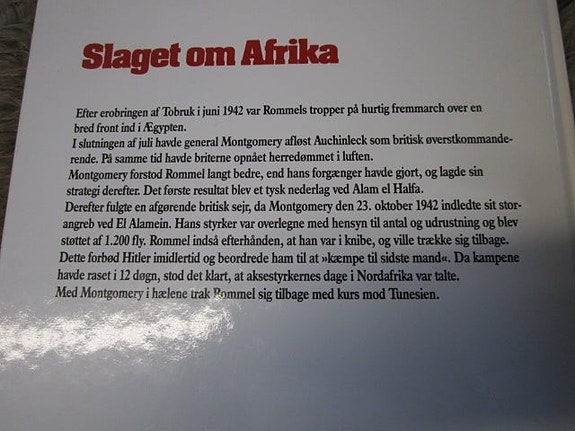 Slaget om Afrika
Efter erobringen af Tobruk i juni 1942 var Rommels tropper på hurtig fremmarch over en
bred front ind i Ægypten.
I slutningen af juli havde general Montgomery afløst Auchinleck som britisk øverstkommande-
rende. På samme tid havde briterne opnået herredømmet i luften.
Montgomery forstod Rommel langt bedre, end hans forgænger havde gjort, og lagde sin
strategi derefter. Det første resultat blev et tysk nederlag ved Alam el Halfa.
Derefter fulgte en afgørende britisk sejr, da Montgomery den 23. oktober 1942 indledte sit stor-
angreb ved El Alamein. Hans styrker var overlegne med hensyn til antal og udrustning og blev
støttet af 1.200 fly. Rommel indså efterhånden, at han var i knibe, og ville trække sig tilbage.
Dette forbød Hitler imidlertid og beordrede ham til at »kæmpe til sidste mand«. Da kampene
havde raset i 12 døgn, stod det klart, at aksestyrkernes dage i Nordafrika var talte.
Med Montgomery i hælene trak Rommel sig tilbage med kurs mod Tunesien.